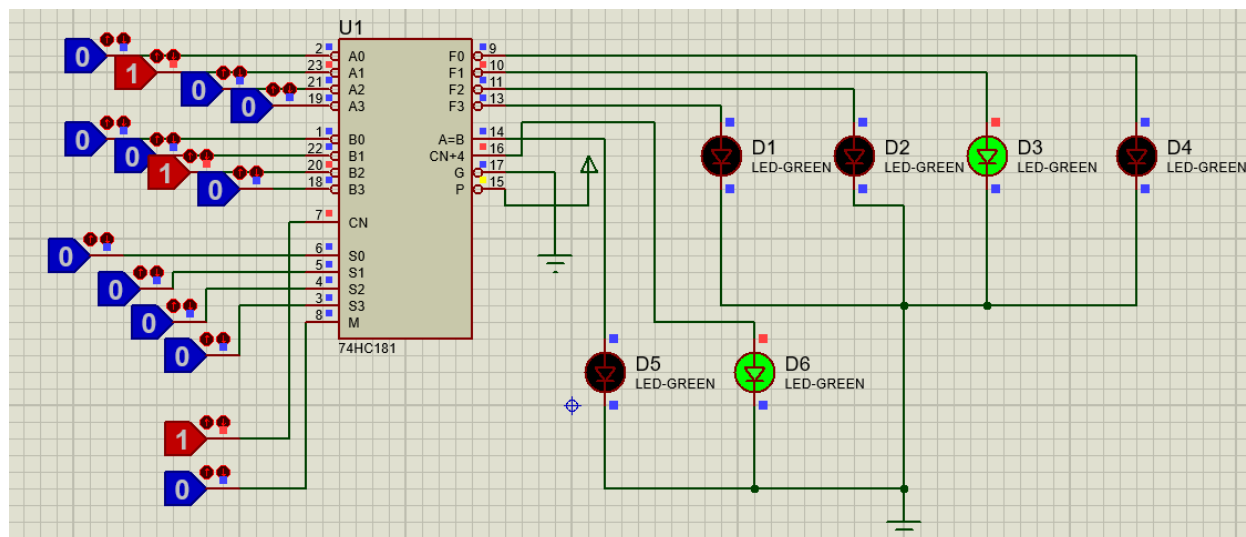 U1
0
1
0
0
0
0
1
0
0
0
0
0
1
0
2
23
21
19
1
22
20
18
7
6
5
4
3
8
A0
A1
A2
A3
B0
B1
B2
B3
CN
S0
S1
S2
S3
M
F0
F1
F2
F3
A=B
CN+4
G
P
9
10
11
13
14
16
17
15
74HC181
D1
LED-GREEN
D2
LED-GREEN
D3
LED-GREEN
D4
LED-GREEN
D5
LED-GREEN
D6
LED-GREEN